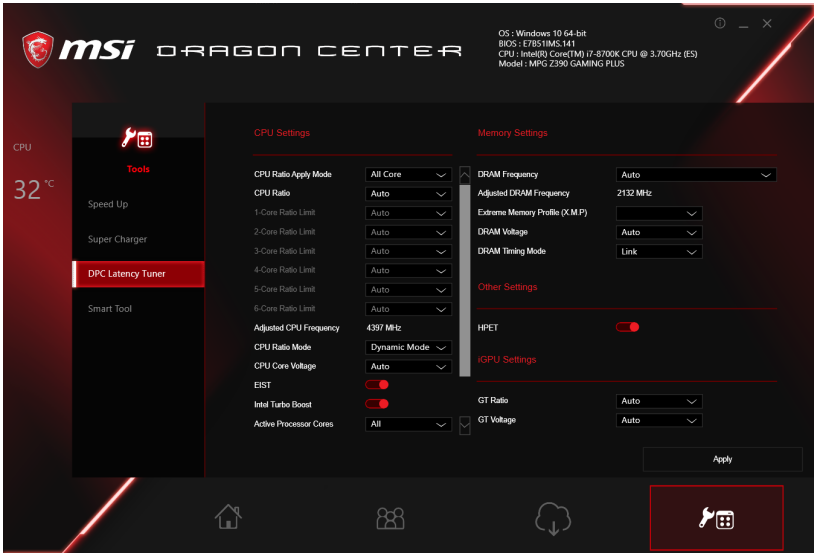 msi DRAGON CENTER
OS : Windows 10 64-bit
BIOS : E7B51IMS.141
CPU : Intel(R) Core(TM) i7-8700K CPU @ 3.70GHz (ES)
Model : MPG Z390 GAMING PLUS
CPU
32 °C
Tools
Speed Up
Super Charger
DPC Latency Tuner
Smart Tool
CPU Settings
CPU Ratio Apply Mode All Core
CPU Ratio Auto
1-Core Ratio Limit Auto
2-Core Ratio Limit Auto
3-Core Ratio Limit Auto
4-Core Ratio Limit Auto
5-Core Ratio Limit Auto
6-Core Ratio Limit Auto
Adjusted CPU Frequency 4397 MHz
CPU Ratio Mode Dynamic Mode
CPU Core Voltage Auto
EIST
Intel Turbo Boost
Active Processor Cores All
Memory Settings
DRAM Frequency Auto
Adjusted DRAM Frequency 2132 MHz
Extreme Memory Profile (X.M.P)
DRAM Voltage Auto
DRAM Timing Mode Link
Other Settings
HPET
iGPU Settings
GT Ratio Auto
GT Voltage Auto
Apply